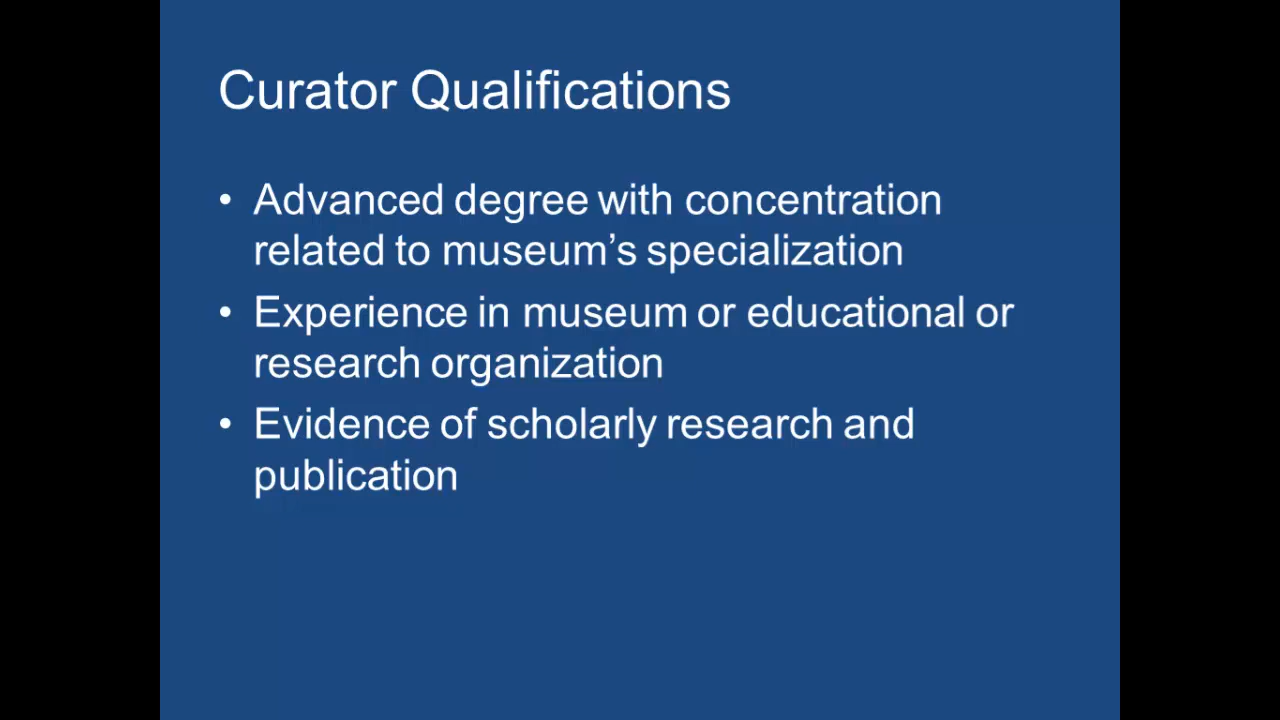 Curator Qualifications
• Advanced degree with concentration
related to museum’s specialization
• Experience in museum or educational or
research organization
• Evidence of scholarly research and
publication